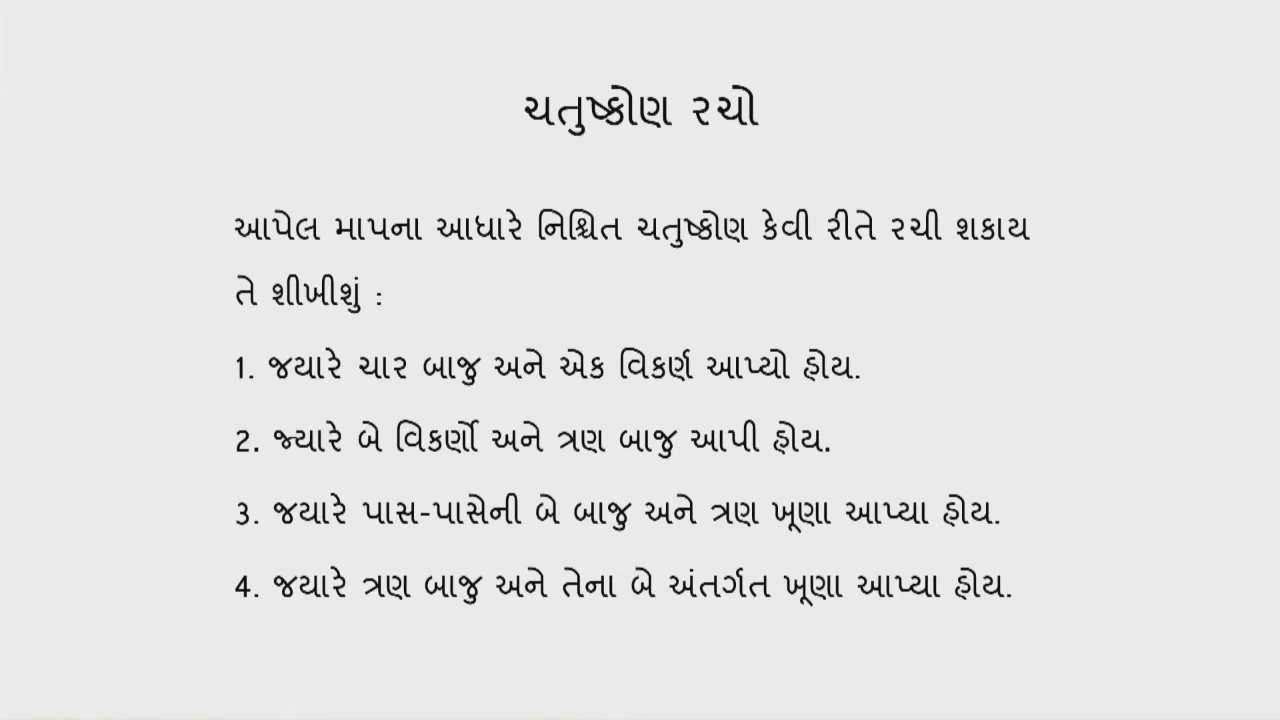 ચતુષ્કોણ રચો
આપેલ માપના આધારે નિશ્ચિત ચતુષ્કોણ કેવી રીતે રચી શકાય
તે શીખીશું :
1. જયારે ચાર બાજુ અને એક વિકર્ણ આપ્યો હોય.
2. જ્યારે બે વિકર્ણો અને ત્રણ બાજુ આપી હોય.
3. જયારે પાસ-પાસેની બે બાજુ અને ત્રણ ખૂણા આપ્યા હોય.
4. જયારે ત્રણ બાજુ અને તેના બે અંતર્ગત ખૂણા આપ્યા હોય.